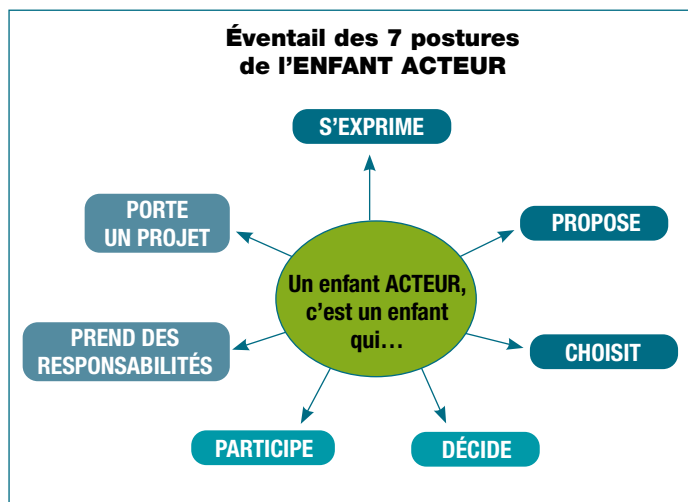 Éventail des 7 postures
de l’ENFANT ACTEUR
S’EXPRIME
PROPOSE
CHOISIT
DÉCIDE
PARTICIPE
PREND DES
RESPONSABILITÉS
PORTE
UN PROJET
Un enfant ACTEUR,
c’est un enfant
qui…